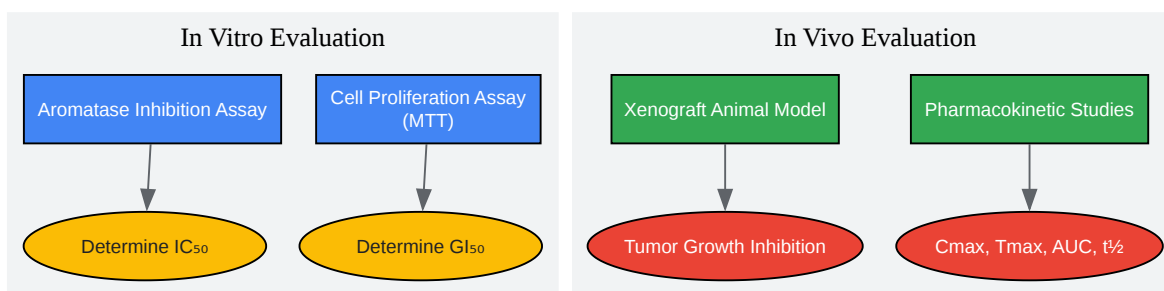 In Vitro Evaluation
Aromatase Inhibition Assay
Cell Proliferation Assay
(MTT)
Determine IC₅₀
Determine GI₅₀
In Vivo Evaluation
Xenograft Animal Model
Pharmacokinetic Studies
Tumor Growth Inhibition
Cmax, Tmax, AUC, t½